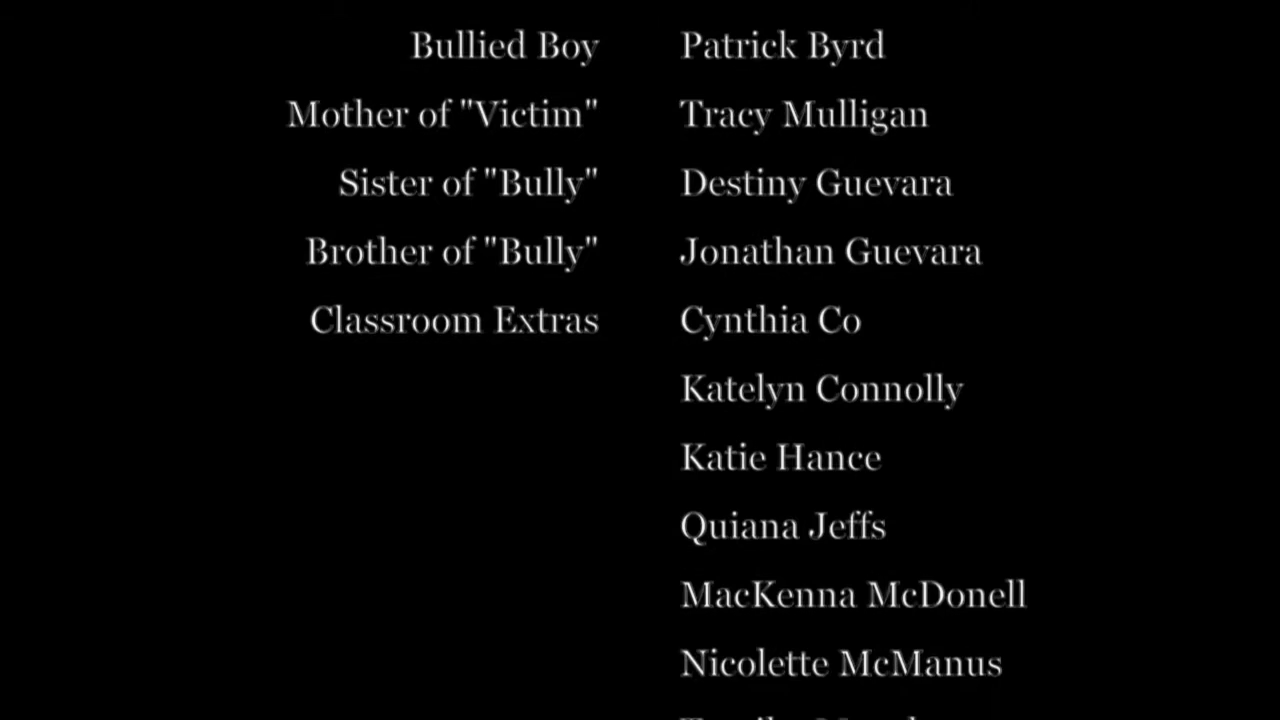 Bullied Boy Patrick Byrd
Mother of "Victim" Tracy Mulligan
Sister of "Bully" Destiny Guevara
Brother of "Bully" Jonathan Guevara
Classroom Extras Cynthia Co
Katelyn Connolly
Katie Hance
Quiana Jeffs
MacKenna McDonell
Nicolette McManus